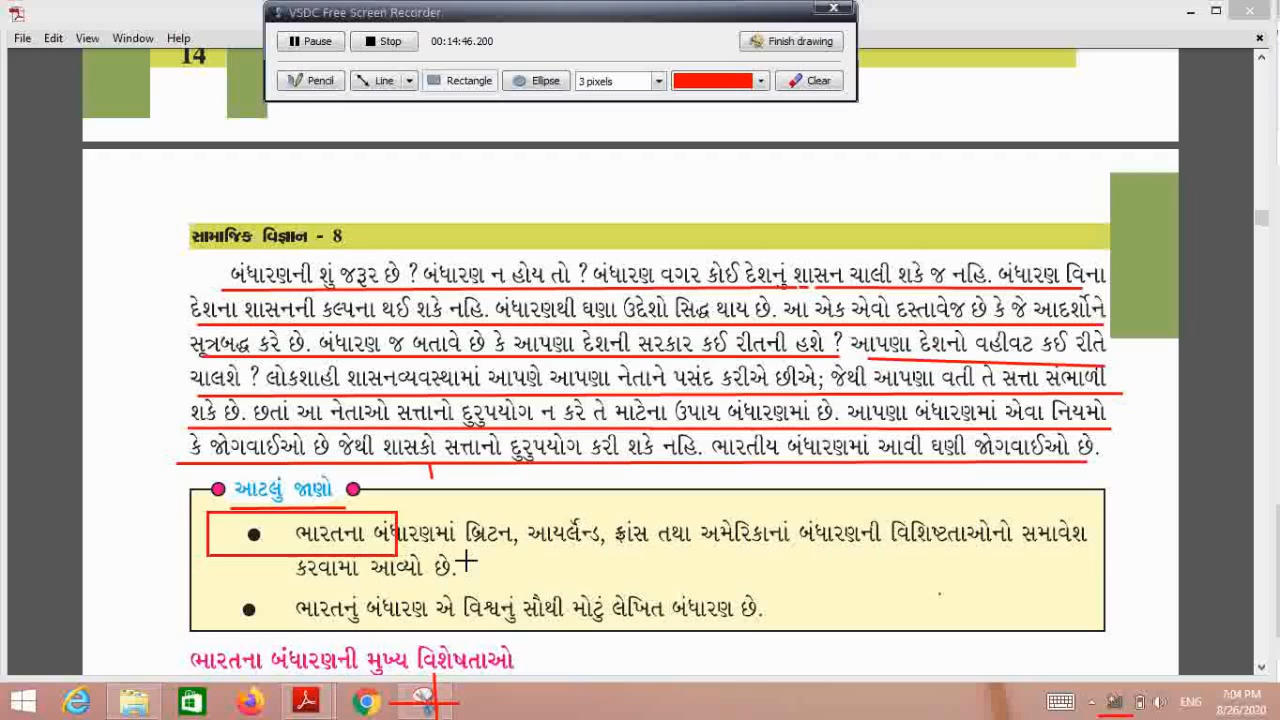 VSDC Free Screen Recorder
Pause Stop 00:14:46.200 Finish drawing
File Edit View Window Help
14
Pencil Line Rectangle Ellipse 3 pixels Clear
સામાજિક વિજ્ઞાન - 8
બંધારણની શું જરૂર છે ? બંધારણ ન હોય તો ? બંધારણ વગર કોઈ દેશનું શાસન ચાલી શકે જ નહિ. બંધારણ વિના
દેશના શાસનની કલ્પના થઈ શકે નહિ. બંધારણથી ઘણા ઉદેશો સિદ્ધ થાય છે. આ એક એવો દસ્તાવેજ છે કે જે આદર્શોને
સૂત્રબદ્ધ કરે છે. બંધારણ જ બતાવે છે કે આપણા દેશની સરકાર કઈ રીતની હશે ? આપણા દેશનો વહીવટ કઈ રીતે
ચાલશે ? લોકશાહી શાસનવ્યવસ્થામાં આપણે આપણા નેતાને પસંદ કરીએ છીએ; જેથી આપણા વતી તે સત્તા સંભાળી
શકે છે. છતાં આ નેતાઓ સત્તાનો દુરુપયોગ ન કરે તે માટેના ઉપાય બંધારણમાં છે. આપણા બંધારણમાં એવા નિયમો
કે જોગવાઈઓ છે જેથી શાસકો સત્તાનો દુરુપયોગ કરી શકે નહિ. ભારતીય બંધારણમાં આવી ઘણી જોગવાઈઓ છે.
આટલું જાણો
● ભારતના બંધારણમાં બ્રિટન, આયર્લેન્ડ, ફ્રાંસ તથા અમેરિકાનાં બંધારણની વિશિષ્ટતાઓનો સમાવેશ
કરવામા આવ્યો છે.
● ભારતનું બંધારણ એ વિશ્વનું સૌથી મોટું લેખિત બંધારણ છે.
ભારતના બંધારણની મુખ્ય વિશેષતાઓ
ENG 7:04 PM
8/26/2020